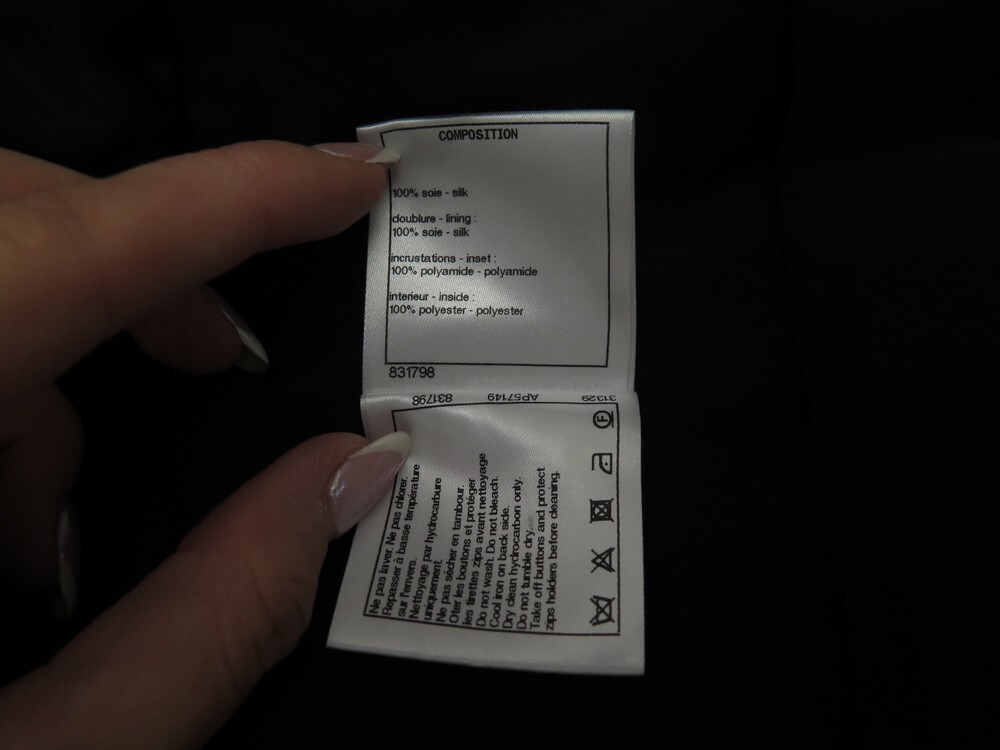 COMPOSITION
100% soie - silk
doublure - lining :
100% soie - silk
incrustations - inset :
100% polyamide - polyamide
interieur - inside :
100% polyester - polyester
831798
831798 AP57149 31329
Ne pas laver. Ne pas chlorer.
Repasser à basse température
sur l'envers.
Nettoyage par hydrocarbure
uniquement.
Ne pas sécher en tambour.
Oter les boutons et protéger
les tirettes zips avant nettoyage
Do not wash. Do not bleach.
Cool iron on back side.
Dry clean hydrocarbon only.
Do not tumble dry.
Take off buttons and protect
zips holders before cleaning.
F